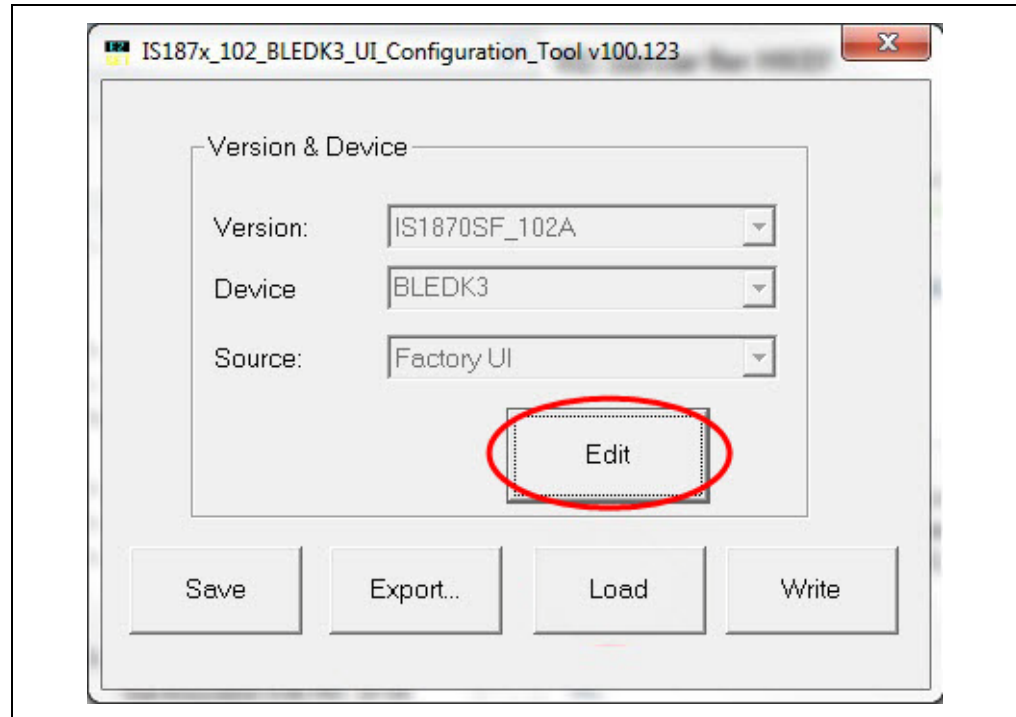 IS187x_102_BLEDK3_UI_Configuration_Tool v100.123
Version & Device
Version: IS1870SF_102A
Device BLEDK3
Source: Factory UI
Edit
Save Export... Load Write